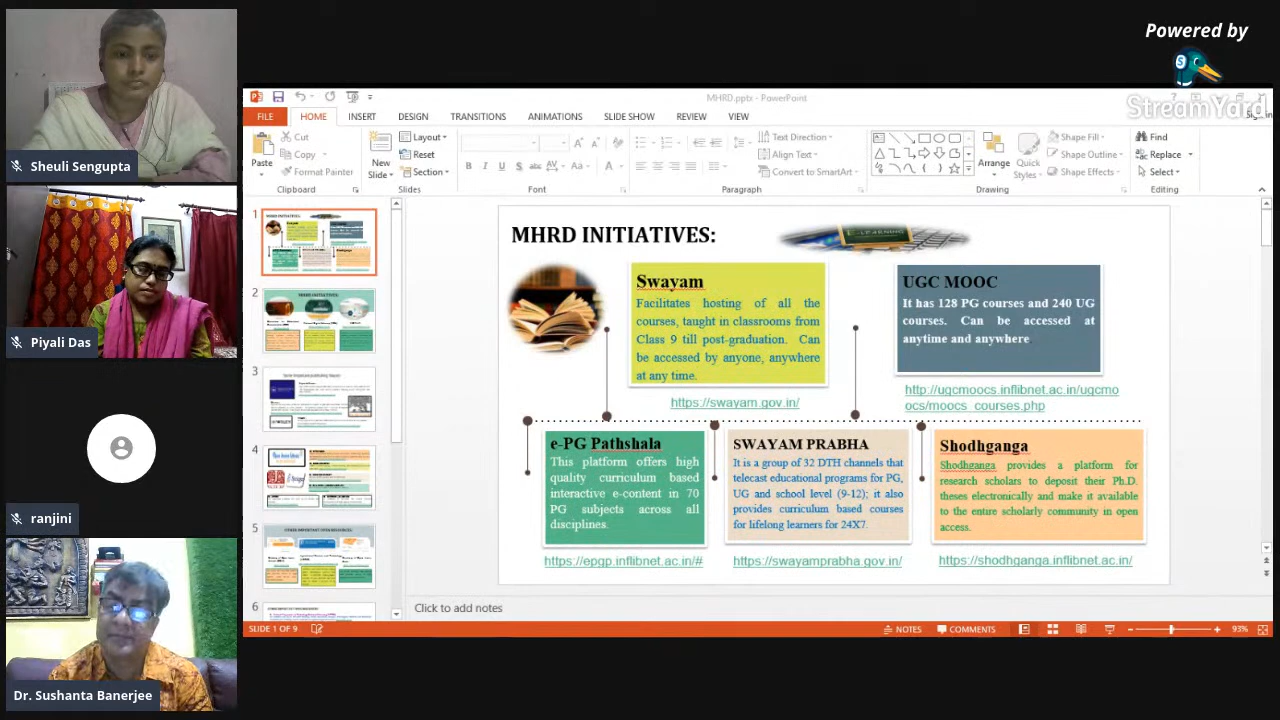 Powered by
StreamYard
Sheuli Sengupta
Piyali Das
ranjini
Dr. Sushanta Banerjee
MHRD.pptx - PowerPoint
FILE
HOME
INSERT
DESIGN
TRANSITIONS
ANIMATIONS
SLIDE SHOW
REVIEW
VIEW
Paste
Cut
Copy
Format Painter
Clipboard
New
Slide
Layout
Reset
Section
Slides
Font
Text Direction
Align Text
Convert to SmartArt
Paragraph
Arrange
Quick
Styles
Shape Fill
Shape Outline
Shape Effects
Drawing
Find
Replace
Select
Editing
1
2
3
4
5
6
MHRD INITIATIVES:
Swayam
Facilitates hosting of all the
courses, taught in classrooms from
Class 9 till post-graduation. Can
be accessed by anyone, anywhere
at any time.
https://swayam.gov.in/
UGC MOOC
It has 128 PG courses and 240 UG
courses. Can be accessed at
anytime and anywhere
http://ugcmoocs.inflibnet.ac.in/ugcmo
ocs/moocs_courses.php
e-PG Pathshala
This platform offers high
quality curriculum based
interactive e-content in 70
PG subjects across all
disciplines.
https://epgp.inflibnet.ac.in/#
SWAYAM PRABHA
It is a group of 32 DTH channels that
telecast educational programs for PG,
UG and school level (9-12); it also
provides curriculum based courses
for lifelong learners for 24X7.
https://swayamprabha.gov.in/
Shodhganga
Shodhganga provides a platform for
research scholars to deposit their Ph.D.
theses electronically and make it available
to the entire scholarly community in open
access.
https://shodhganga.inflibnet.ac.in/
Click to add notes
SLIDE 1 OF 9
NOTES
COMMENTS
93%